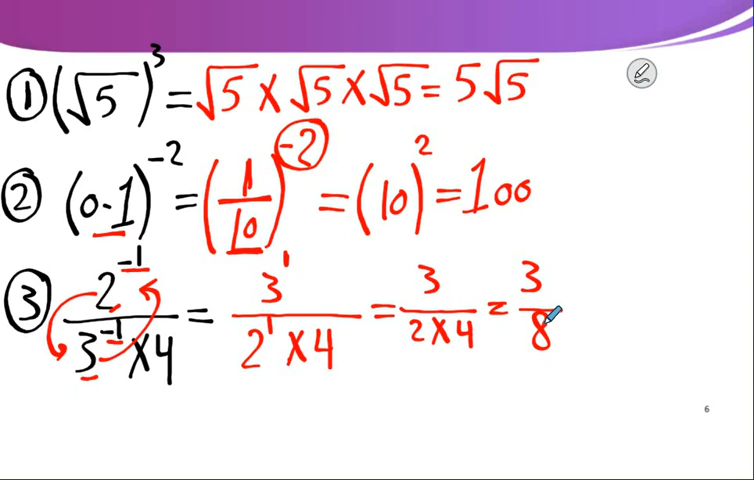 ① (√5)³ = √5 × √5 × √5 = 5√5
② (0.1)⁻² = (1/10)⁻² = (10)² = 100
③ 2⁻¹/(3⁻¹ × 4) = 3¹/(2¹ × 4) = 3/(2 × 4) = 3/8
6